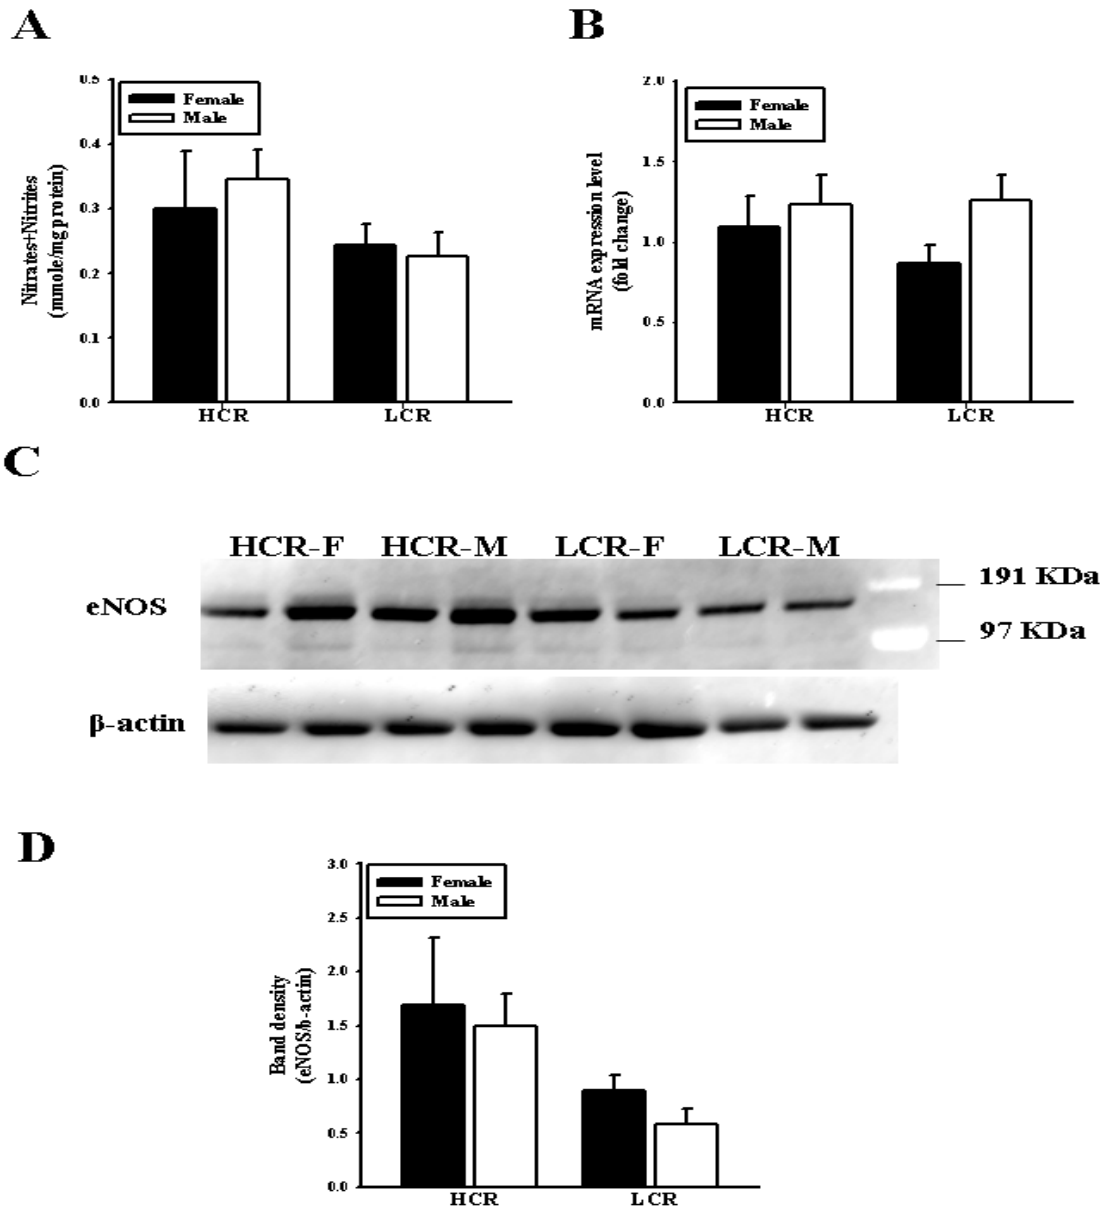 A
0.5
0.4
0.3
0.2
0.1
0.0
Nitrates+Nitrites
(mmole/mg protein)
Female
Male
HCR LCR
B
2.0
1.5
1.0
0.5
0.0
mRNA expression level
(fold change)
Female
Male
HCR LCR
C
HCR-F HCR-M LCR-F LCR-M
eNOS
191 KDa
97 KDa
β-actin
D
3.0
2.5
2.0
1.5
1.0
0.5
0.0
Band density
(eNOS/b-actin)
Female
Male
HCR LCR